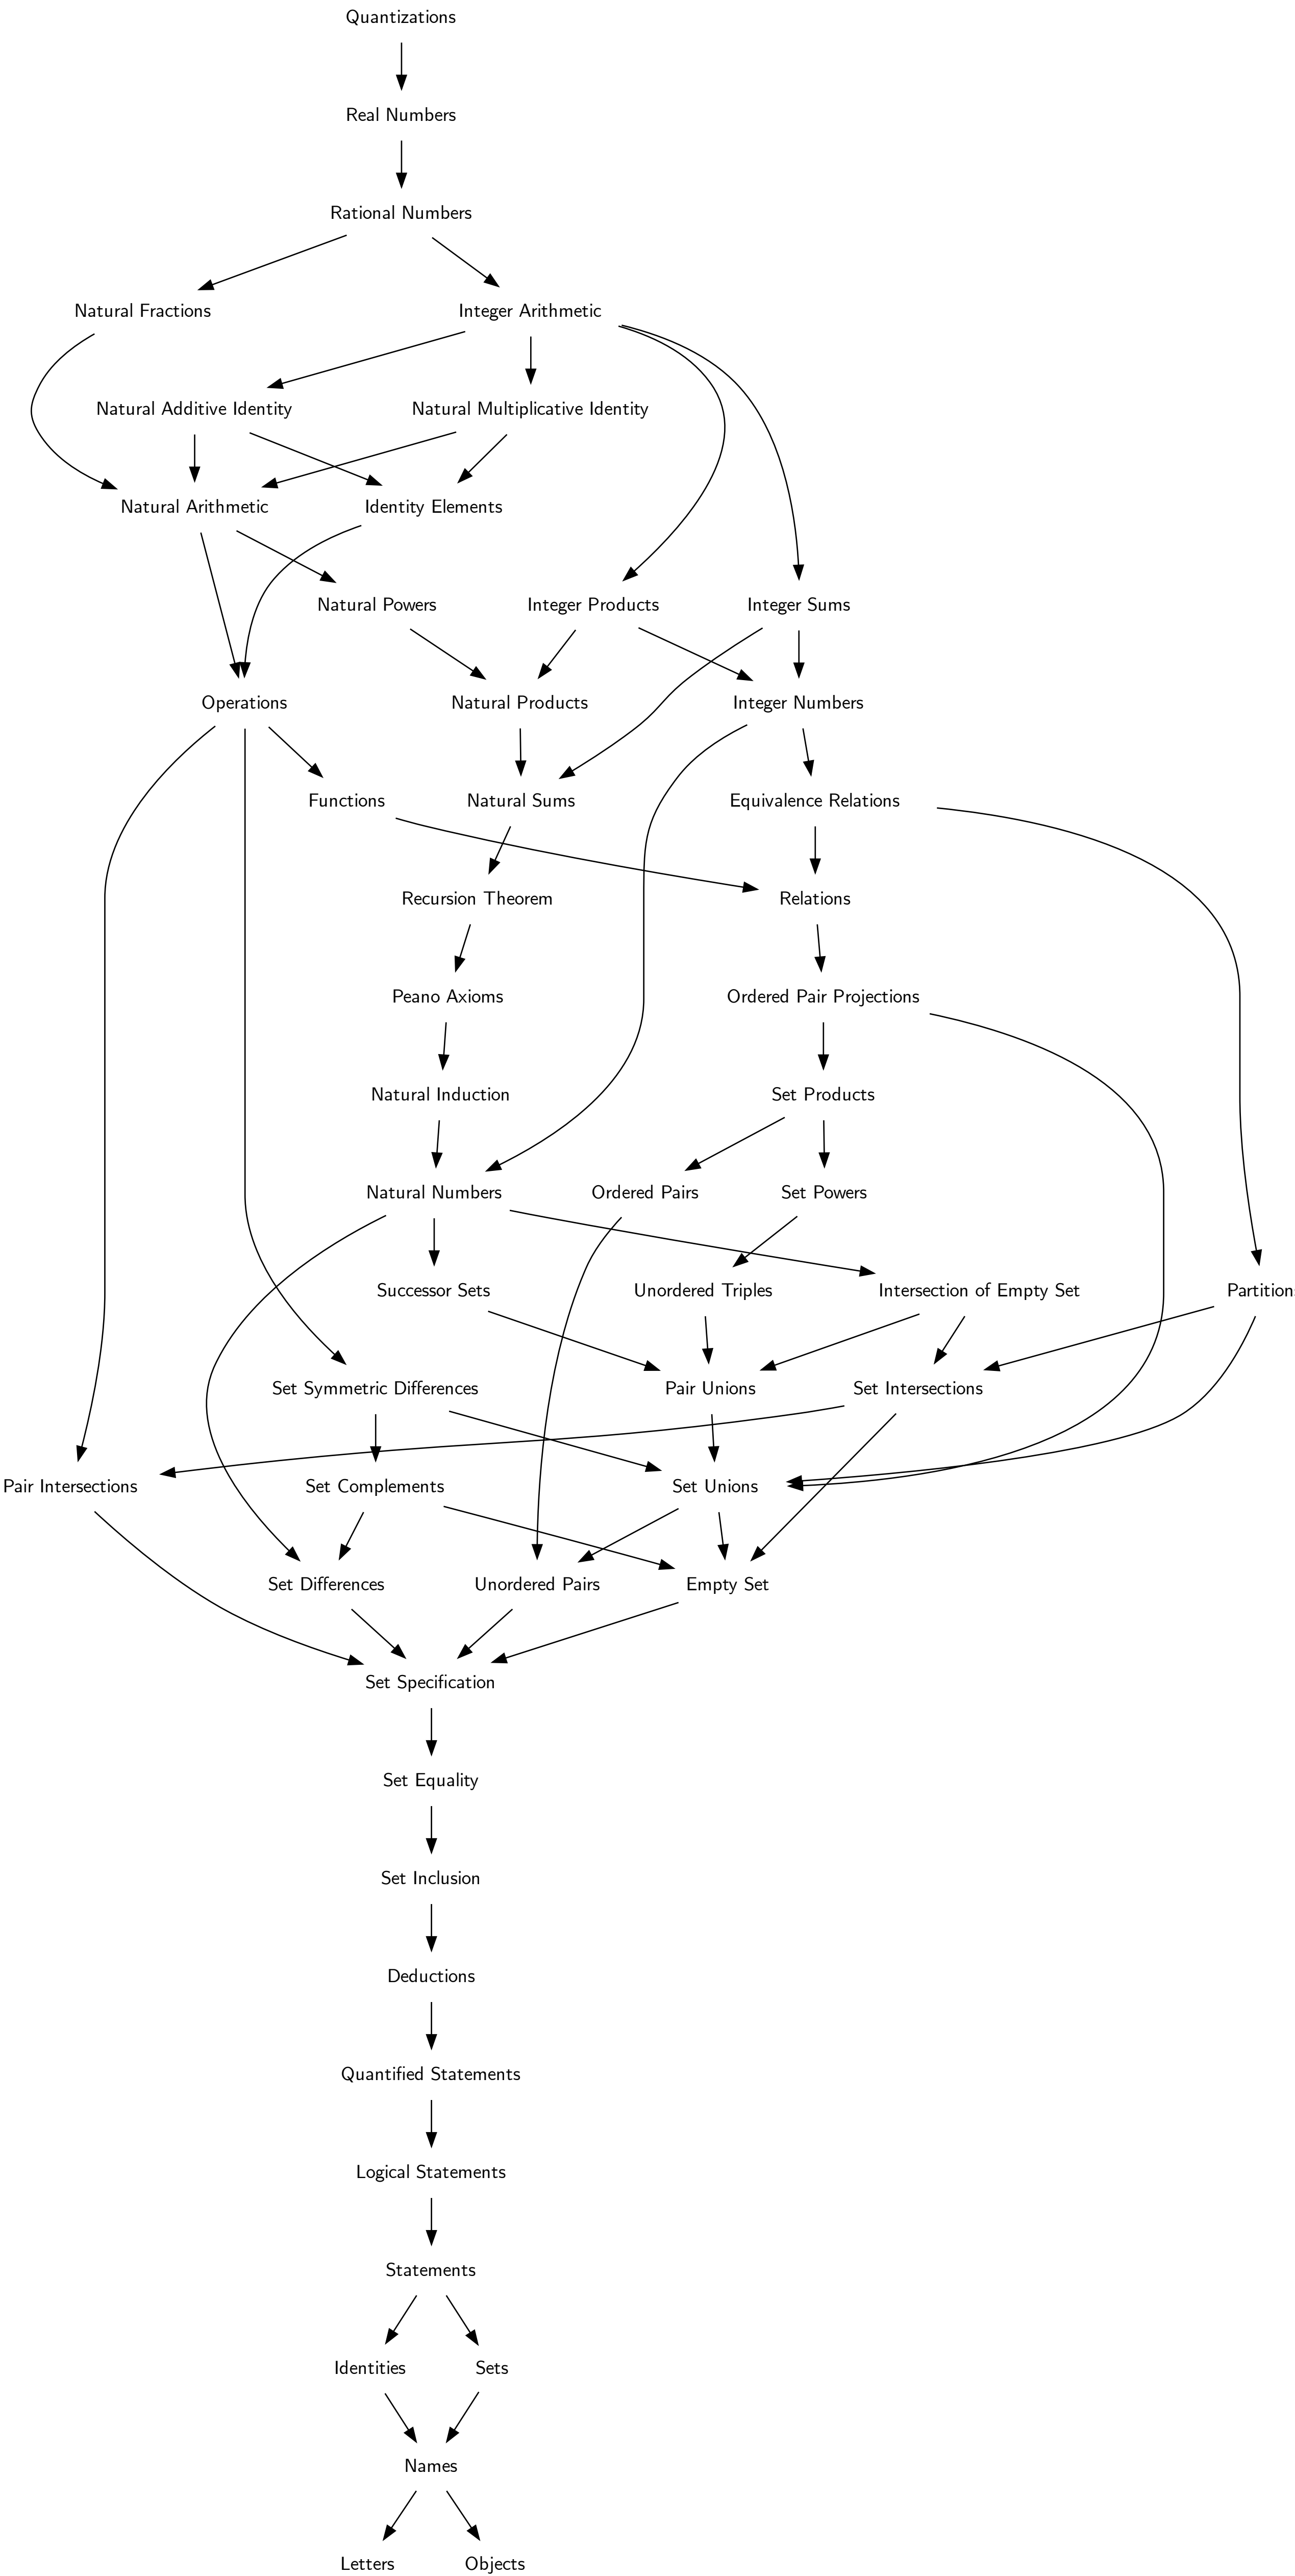 Quantizations
Real Numbers
Rational Numbers
Natural Fractions
Integer Arithmetic
Natural Additive Identity
Natural Multiplicative Identity
Natural Arithmetic
Identity Elements
Natural Powers
Integer Products
Integer Sums
Operations
Natural Products
Integer Numbers
Functions
Natural Sums
Equivalence Relations
Recursion Theorem
Relations
Peano Axioms
Ordered Pair Projections
Natural Induction
Set Products
Natural Numbers
Ordered Pairs
Set Powers
Successor Sets
Unordered Triples
Intersection of Empty Set
Partition
Set Symmetric Differences
Pair Unions
Set Intersections
Pair Intersections
Set Complements
Set Unions
Set Differences
Unordered Pairs
Empty Set
Set Specification
Set Equality
Set Inclusion
Deductions
Quantified Statements
Logical Statements
Statements
Identities
Sets
Names
Letters
Objects